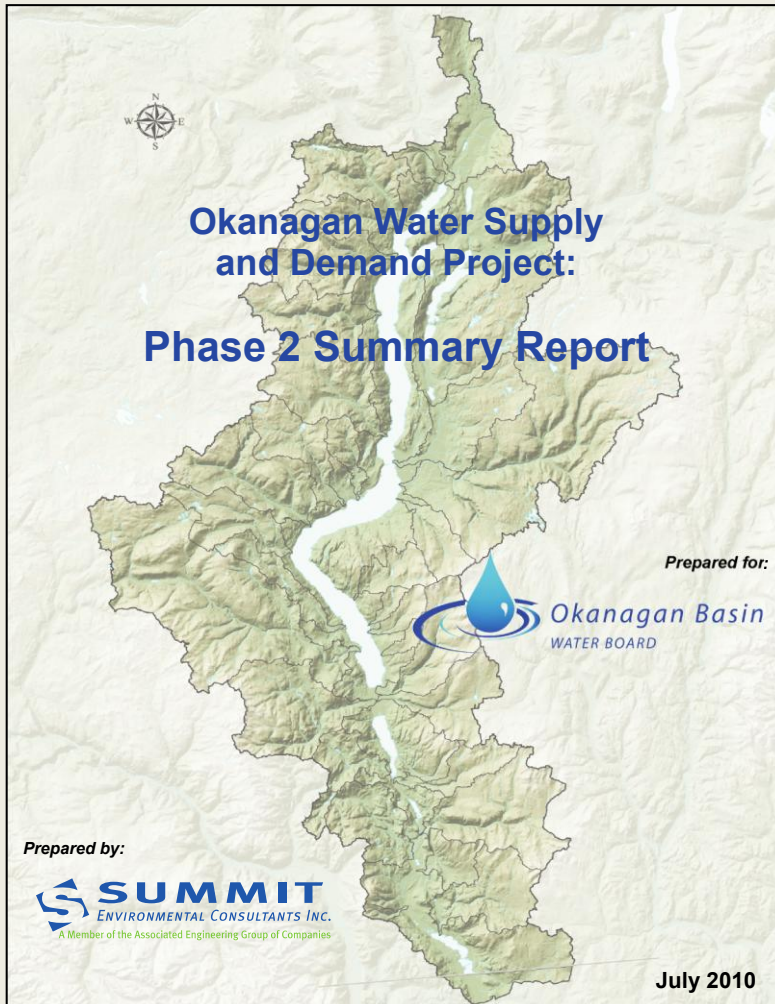 N
W E
S
Okanagan Water Supply
and Demand Project:
Phase 2 Summary Report
Prepared for:
Okanagan Basin
WATER BOARD
Prepared by:
SUMMIT
ENVIRONMENTAL CONSULTANTS INC.
A Member of the Associated Engineering Group of Companies
July 2010